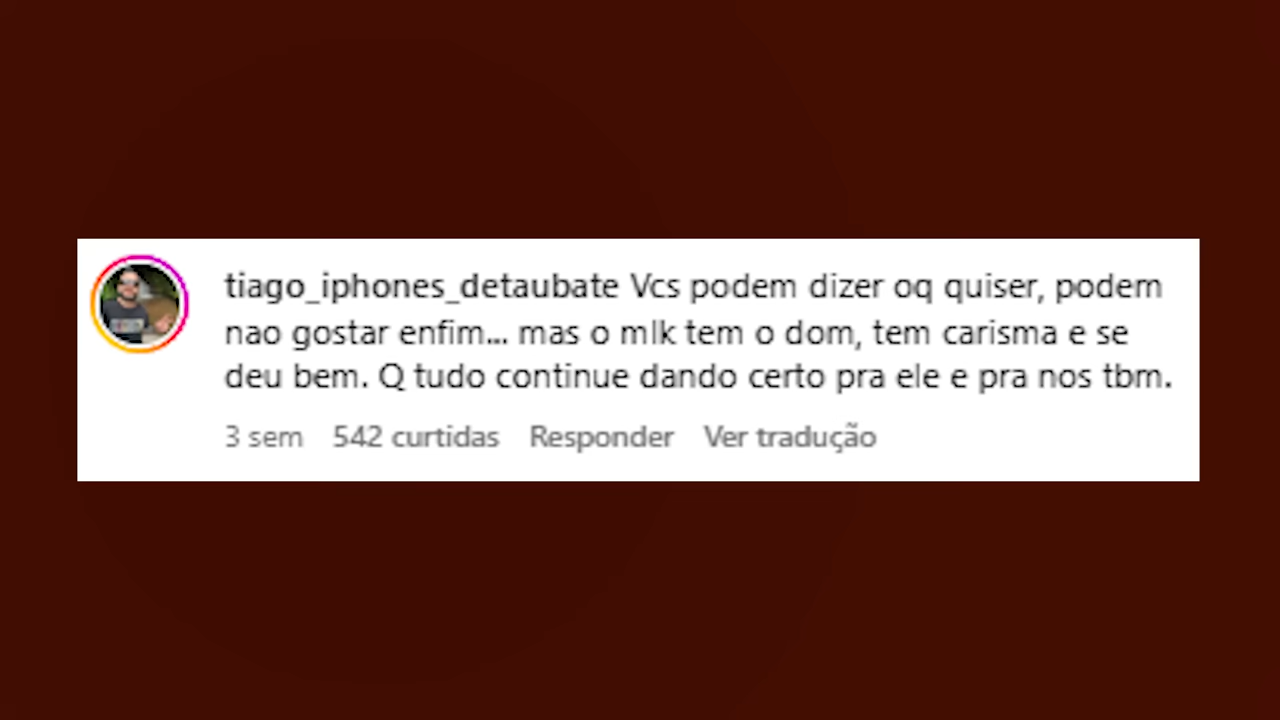 tiago_iphones_detaubate Vcs podem dizer oq quiser, podem
nao gostar enfim... mas o mlk tem o dom, tem carisma e se
deu bem. Q tudo continue dando certo pra ele e pra nos tbm.
3 sem 542 curtidas Responder Ver tradução